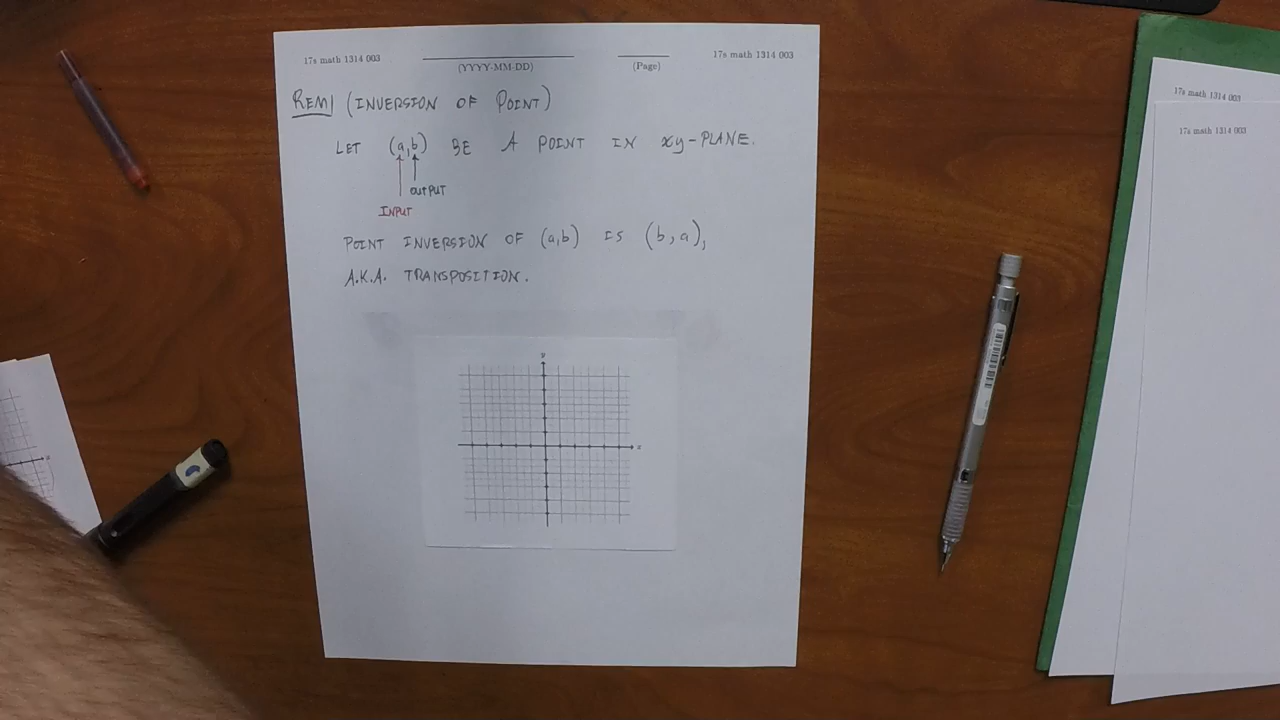 17s math 1314 003
(YYYY-MM-DD)
(Page)
17s math 1314 003
REM (INVERSION OF POINT)
LET (a,b) BE A POINT IN xy-PLANE.
OUTPUT
INPUT
POINT INVERSION OF (a,b) IS (b,a),
A.K.A. TRANSPOSITION.
y
x
17s math 1314 003
17s math 1314 003